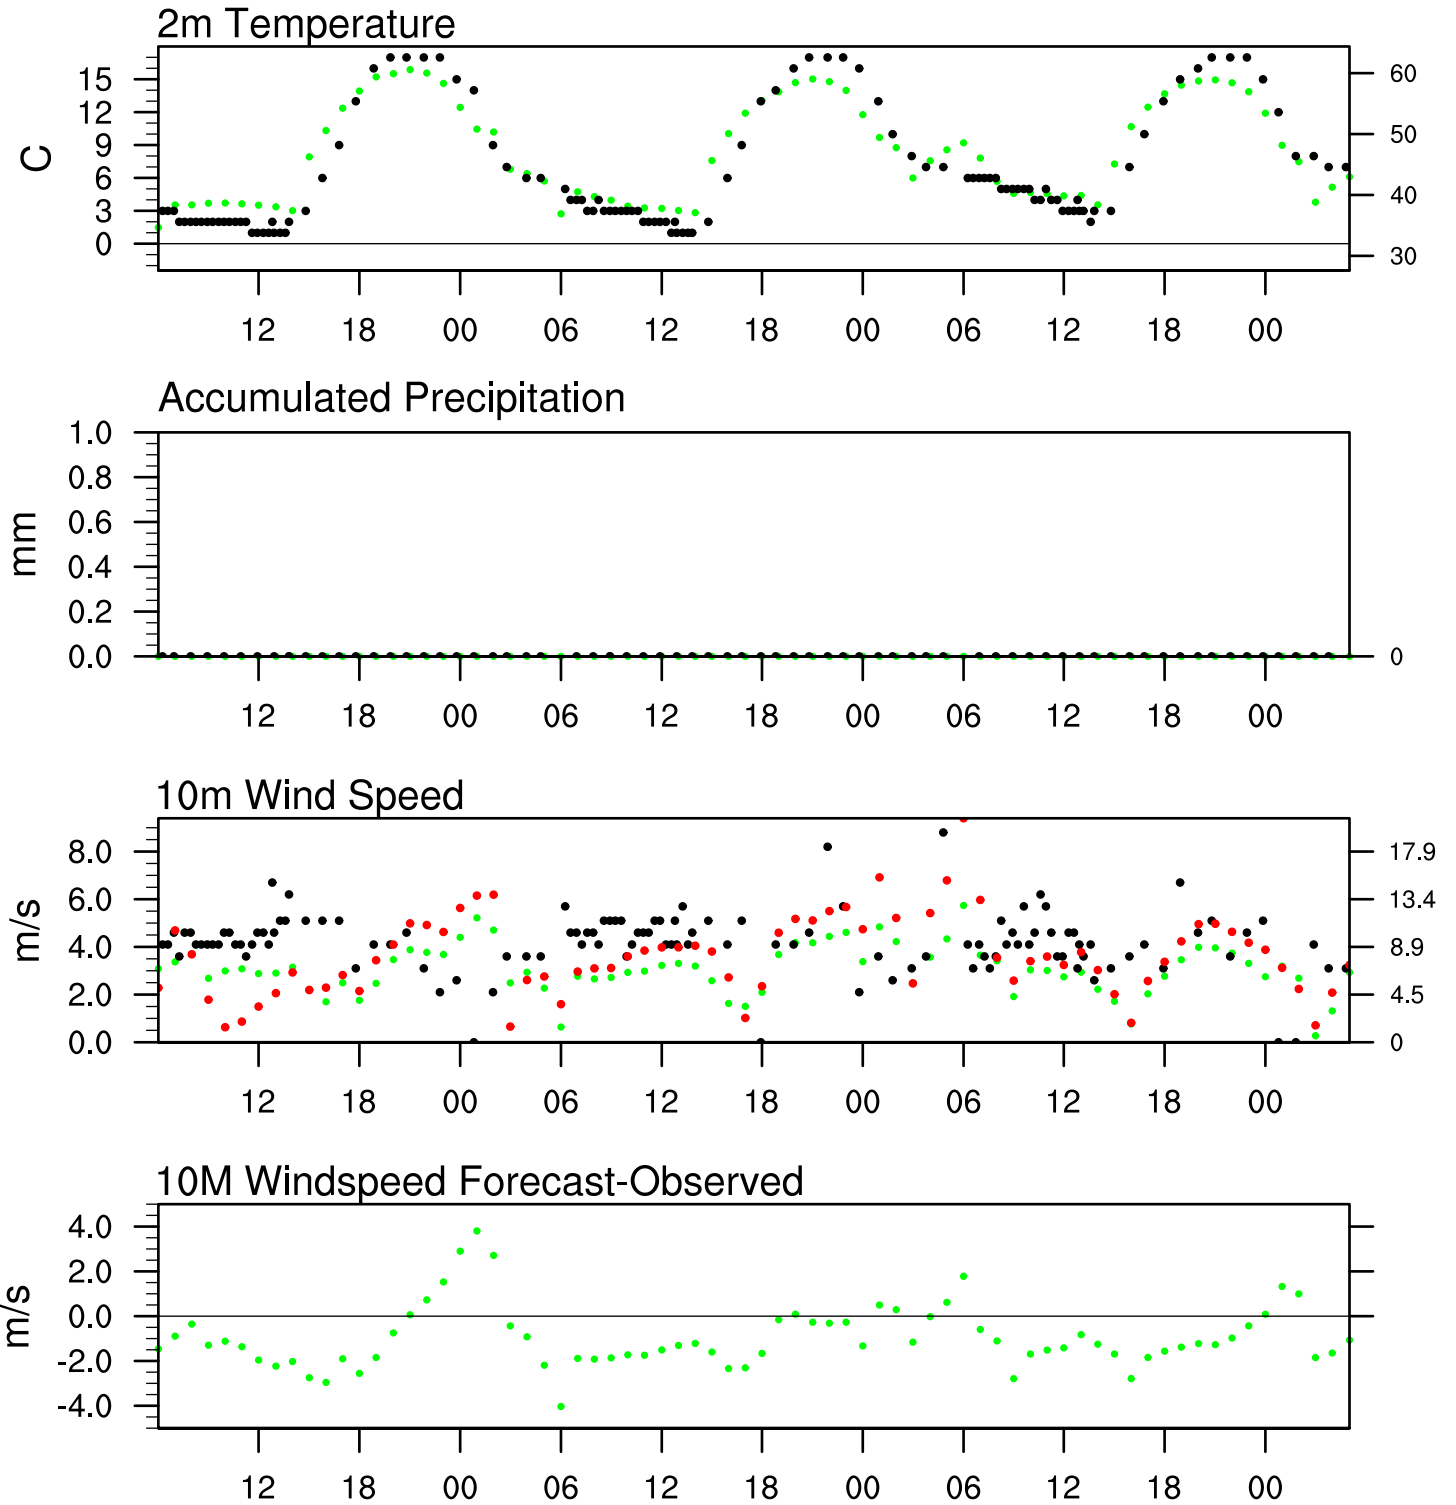 2m Temperature
15
12
9
6
3
0
C
60
50
40
30
12 18 00 06 12 18 00 06 12 18 00
Accumulated Precipitation
1.0
0.8
0.6
0.4
0.2
0.0
mm
0
12 18 00 06 12 18 00 06 12 18 00
10m Wind Speed
8.0
6.0
4.0
2.0
0.0
m/s
17.9
13.4
8.9
4.5
0
12 18 00 06 12 18 00 06 12 18 00
10M Windspeed Forecast-Observed
4.0
2.0
0.0
-2.0
-4.0
m/s
12 18 00 06 12 18 00 06 12 18 00